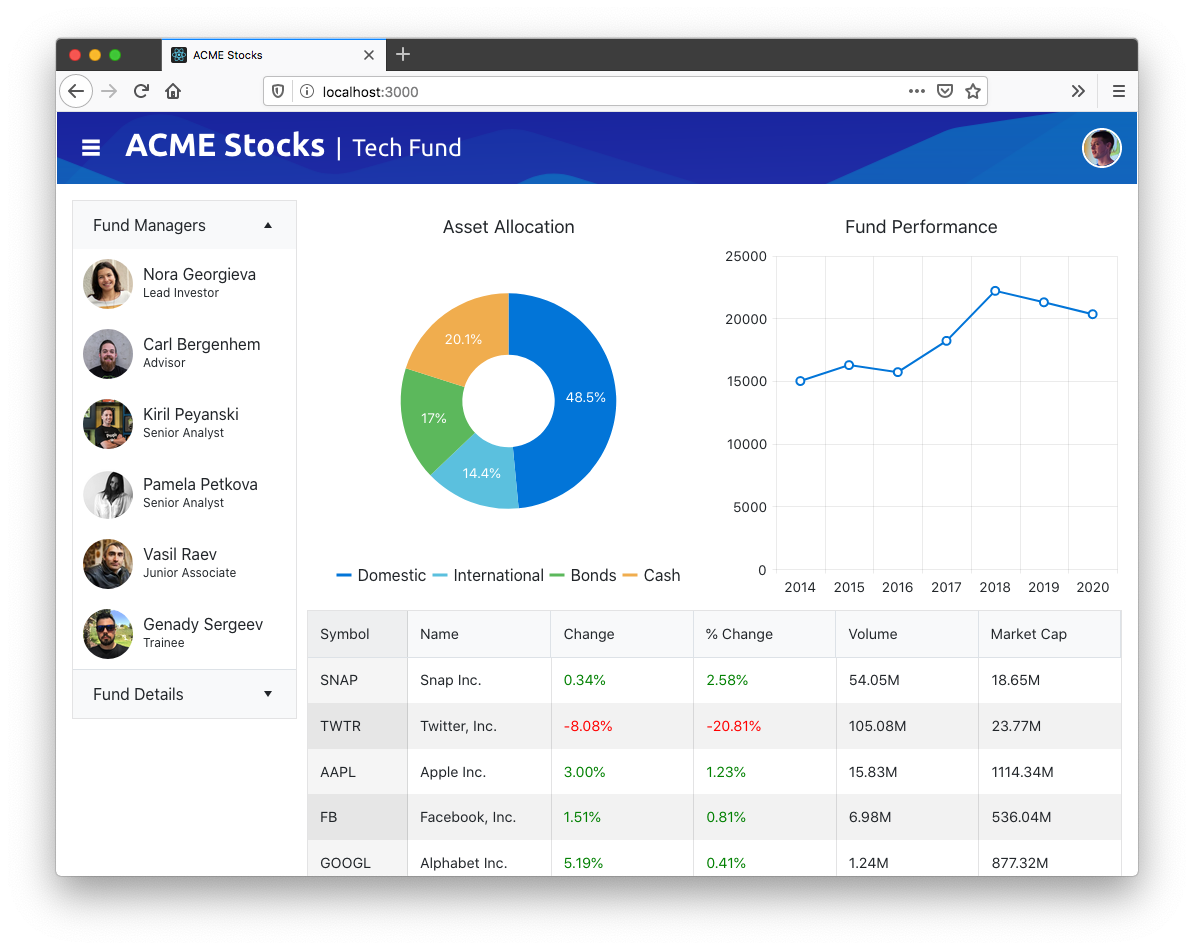 ACME Stocks
localhost:3000
ACME Stocks | Tech Fund
Fund Managers
Nora Georgieva
Lead Investor
Carl Bergenhem
Advisor
Kiril Peyanski
Senior Analyst
Pamela Petkova
Senior Analyst
Vasil Raev
Junior Associate
Genady Sergeev
Trainee
Fund Details
Asset Allocation
20.1%
48.5%
17%
14.4%
Domestic International Bonds Cash
Fund Performance
25000
20000
15000
10000
5000
0
2014 2015 2016 2017 2018 2019 2020
Symbol Name Change % Change Volume Market Cap
SNAP Snap Inc. 0.34% 2.58% 54.05M 18.65M
TWTR Twitter, Inc. -8.08% -20.81% 105.08M 23.77M
AAPL Apple Inc. 3.00% 1.23% 15.83M 1114.34M
FB Facebook, Inc. 1.51% 0.81% 6.98M 536.04M
GOOGL Alphabet Inc. 5.19% 0.41% 1.24M 877.32M